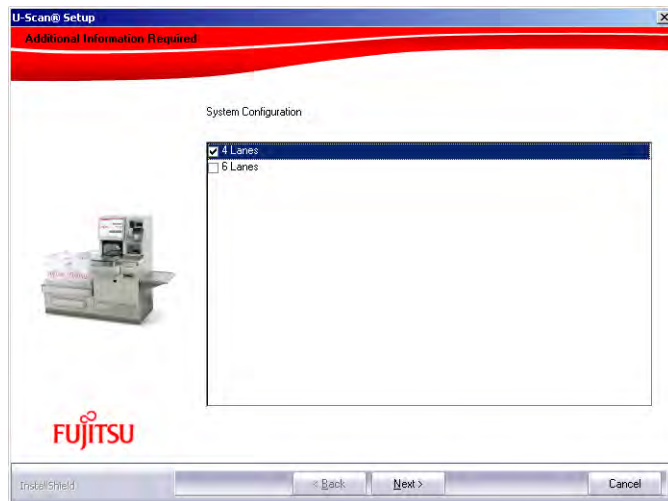 U-Scan® Setup
Additional Information Required
System Configuration
4 Lanes
6 Lanes
FUJITSU
InstallShield
< Back
Next >
Cancel